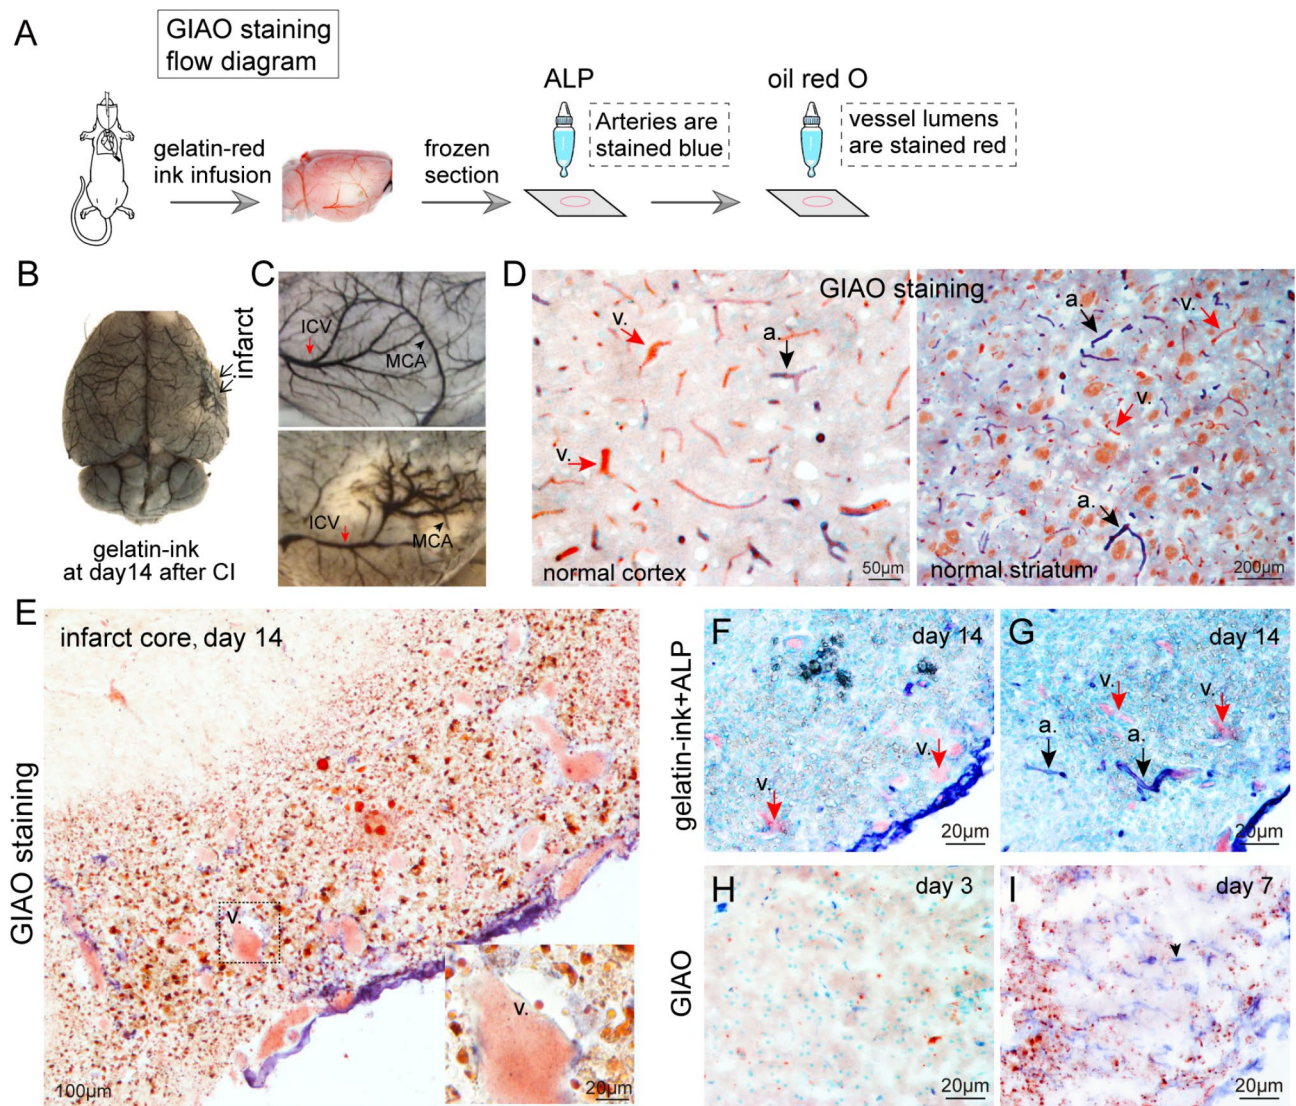 A
GIAO staining
flow diagram
gelatin-red
ink infusion
frozen
section
ALP
Arteries are
stained blue
oil red O
vessel lumens
are stained red
B
infarct
gelatin-ink
at day14 after CI
C
ICV
MCA
ICV
MCA
D
GIAO staining
v.
a.
v.
normal cortex
50μm
a.
v.
v.
a.
normal striatum
200μm
E
infarct core, day 14
GIAO staining
v.
v.
100μm
20μm
gelatin-ink+ALP
F
day 14
v.
v.
20μm
G
day 14
v.
v.
a.
a.
20μm
GIAO
H
day 3
20μm
I
day 7
20μm